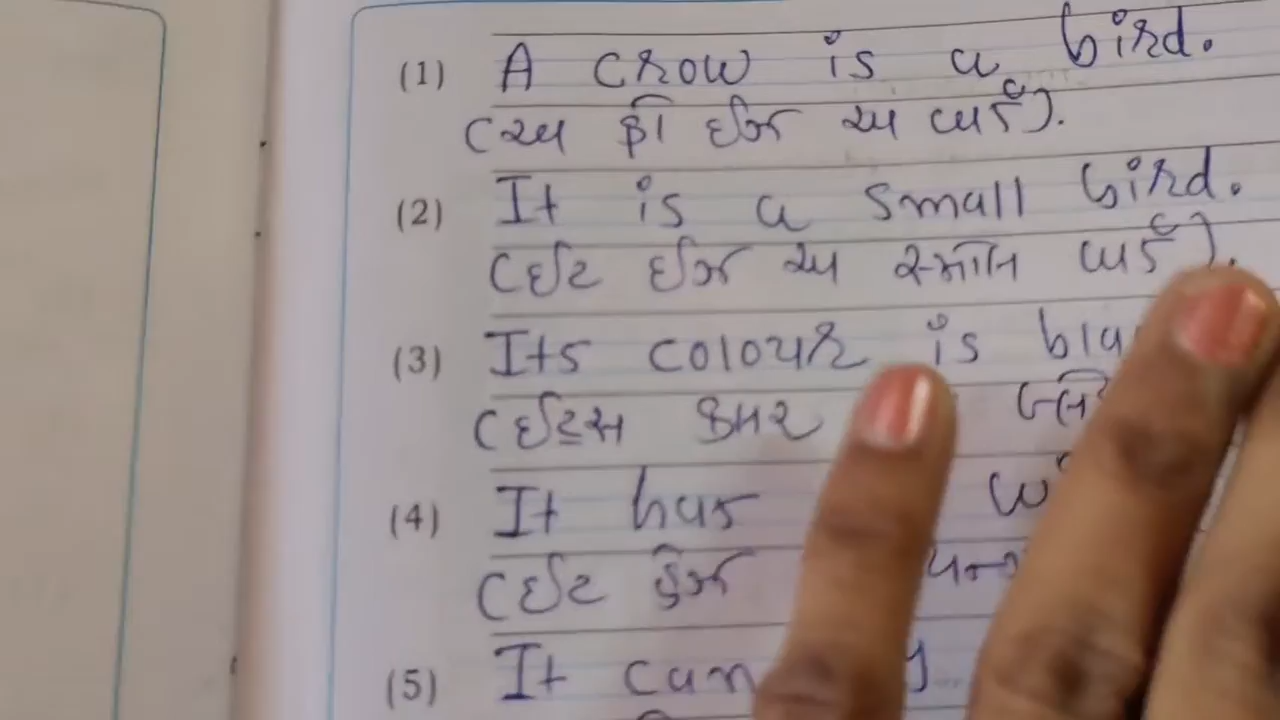 (1) A crow is a bird.
(અ ક્રો ઈઝ અ બર્ડ).
(2) It is a small bird.
(ઈટ ઈઝ અ સ્મોલ બર્ડ).
(3) Its colour is
(ઈટ્સ કલર
(4) It has
(ઈટ હેઝ
(5) It can